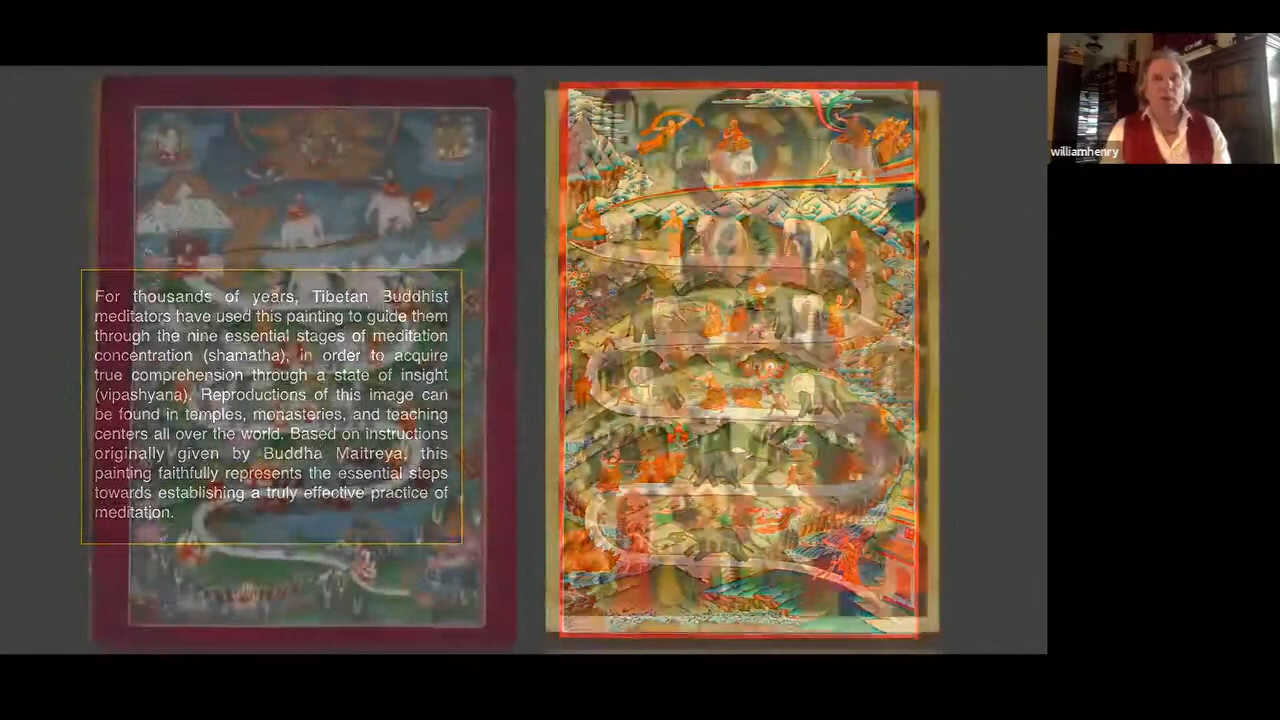 For thousands of years, Tibetan Buddhist
meditators have used this painting to guide them
through the nine essential stages of meditation
concentration (shamatha), in order to acquire
true comprehension through a state of insight
(vipashyana). Reproductions of this image can
be found in temples, monasteries, and teaching
centers all over the world. Based on instructions
originally given by Buddha Maitreya, this
painting faithfully represents the essential steps
towards establishing a truly effective practice of
meditation.
williamhenry